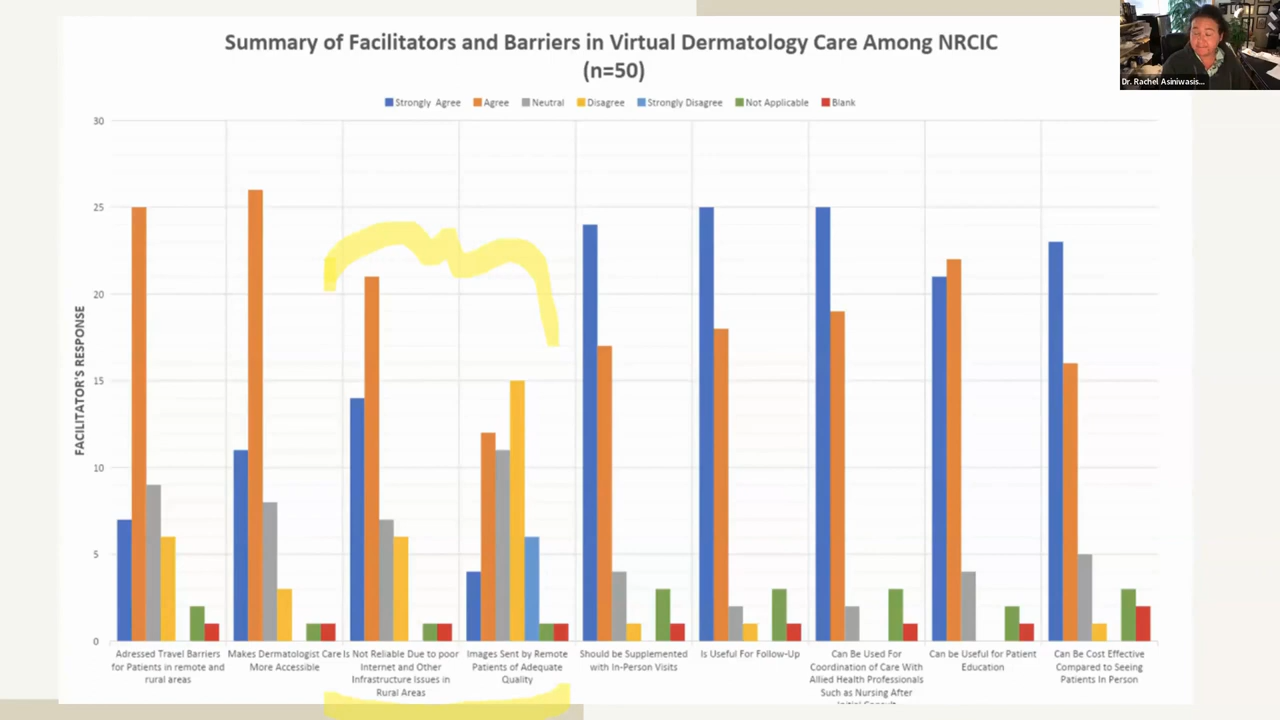 Summary of Facilitators and Barriers in Virtual Dermatology Care Among NRCIC
(n=50)
Dr. Rachel Asiniwasis...
Strongly Agree
Agree
Neutral
Disagree
Strongly Disagree
Not Applicable
Blank
FACILITATOR'S RESPONSE
30
25
20
15
10
5
0
Adressed Travel Barriers
for Patients in remote and
rural areas
Makes Dermatologist Care
More Accessible
Is Not Reliable Due to poor
Internet and Other
Infrastructure Issues in
Rural Areas
Images Sent by Remote
Patients of Adequate
Quality
Should be Supplemented
with In-Person Visits
Is Useful For Follow-Up
Can Be Used For
Coordination of Care With
Allied Health Professionals
Such as Nursing After
Can be Useful for Patient
Education
Can Be Cost Effective
Compared to Seeing
Patients In Person